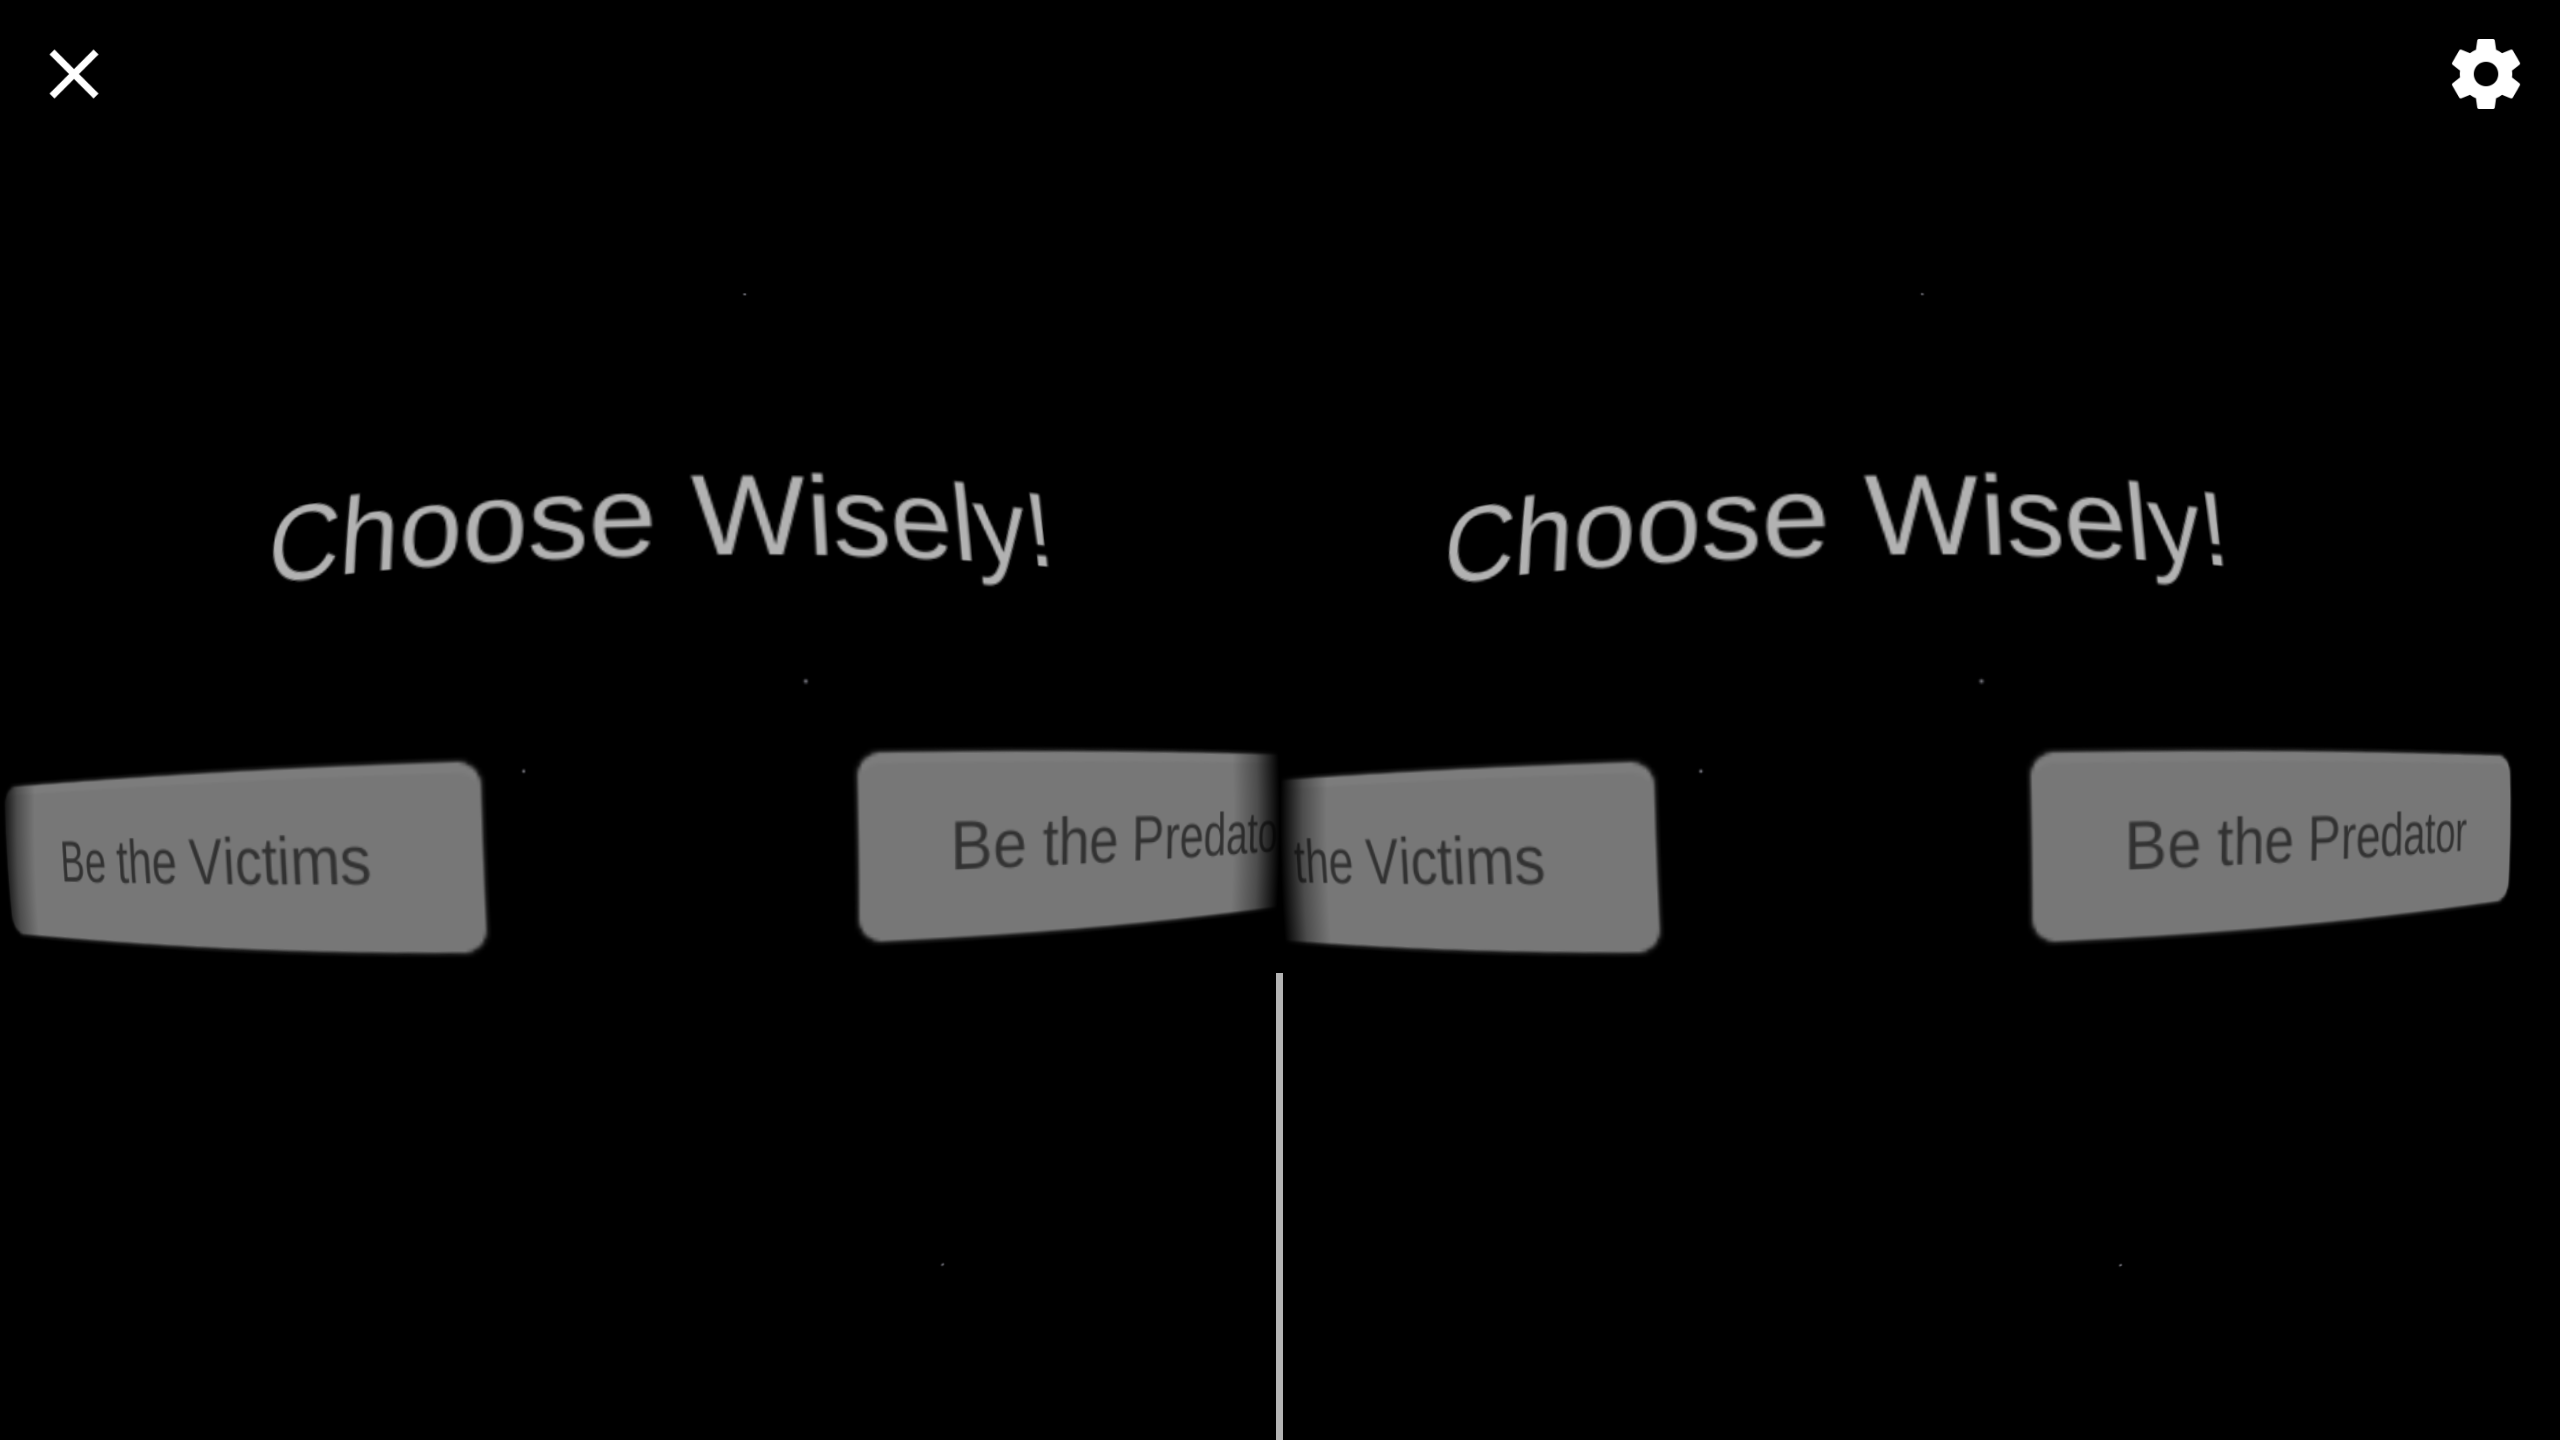 Choose Wisely!
Choose Wisely!
Be the Victims
Be the Predato
the Victims
Be the Predator